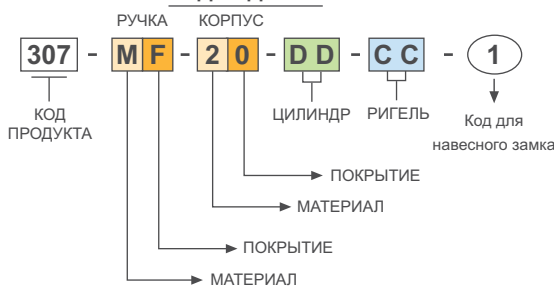 РУЧКА КОРПУС
307 - M F - 2 0 - D D - C C - 1
КОД
ПРОДУКТА
ЦИЛИНДР
РИГЕЛЬ
Код для
навесного замка
ПОКРЫТИЕ
МАТЕРИАЛ
ПОКРЫТИЕ
МАТЕРИАЛ